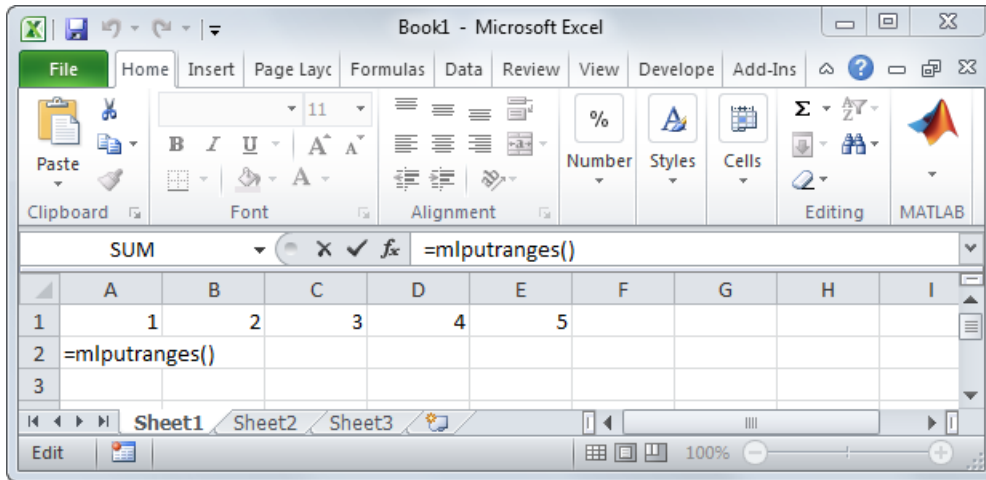 Book1 - Microsoft Excel
File Home Insert Page Layc Formulas Data Review View Develope Add-Ins
11
Σ
B I U A A
Paste
% Number Styles Cells
Clipboard Font Alignment Editing MATLAB
SUM fx =mlputranges()
A B C D E F G H I
1 1 2 3 4 5
2 =mlputranges()
3
Sheet1 Sheet2 Sheet3
Edit 100%